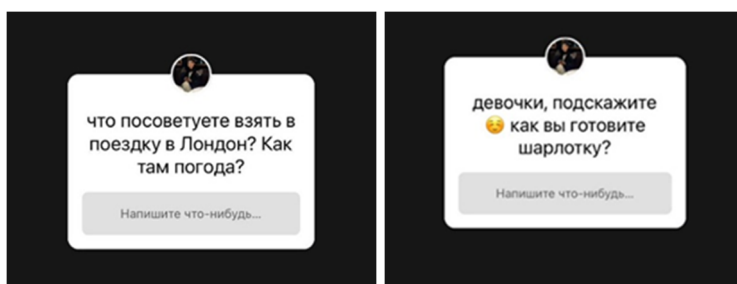 что посоветуете взять в
поездку в Лондон? Как
там погода?
Напишите что-нибудь...
девочки, подскажите
☺️ как вы готовите
шарлотку?
Напишите что-нибудь...